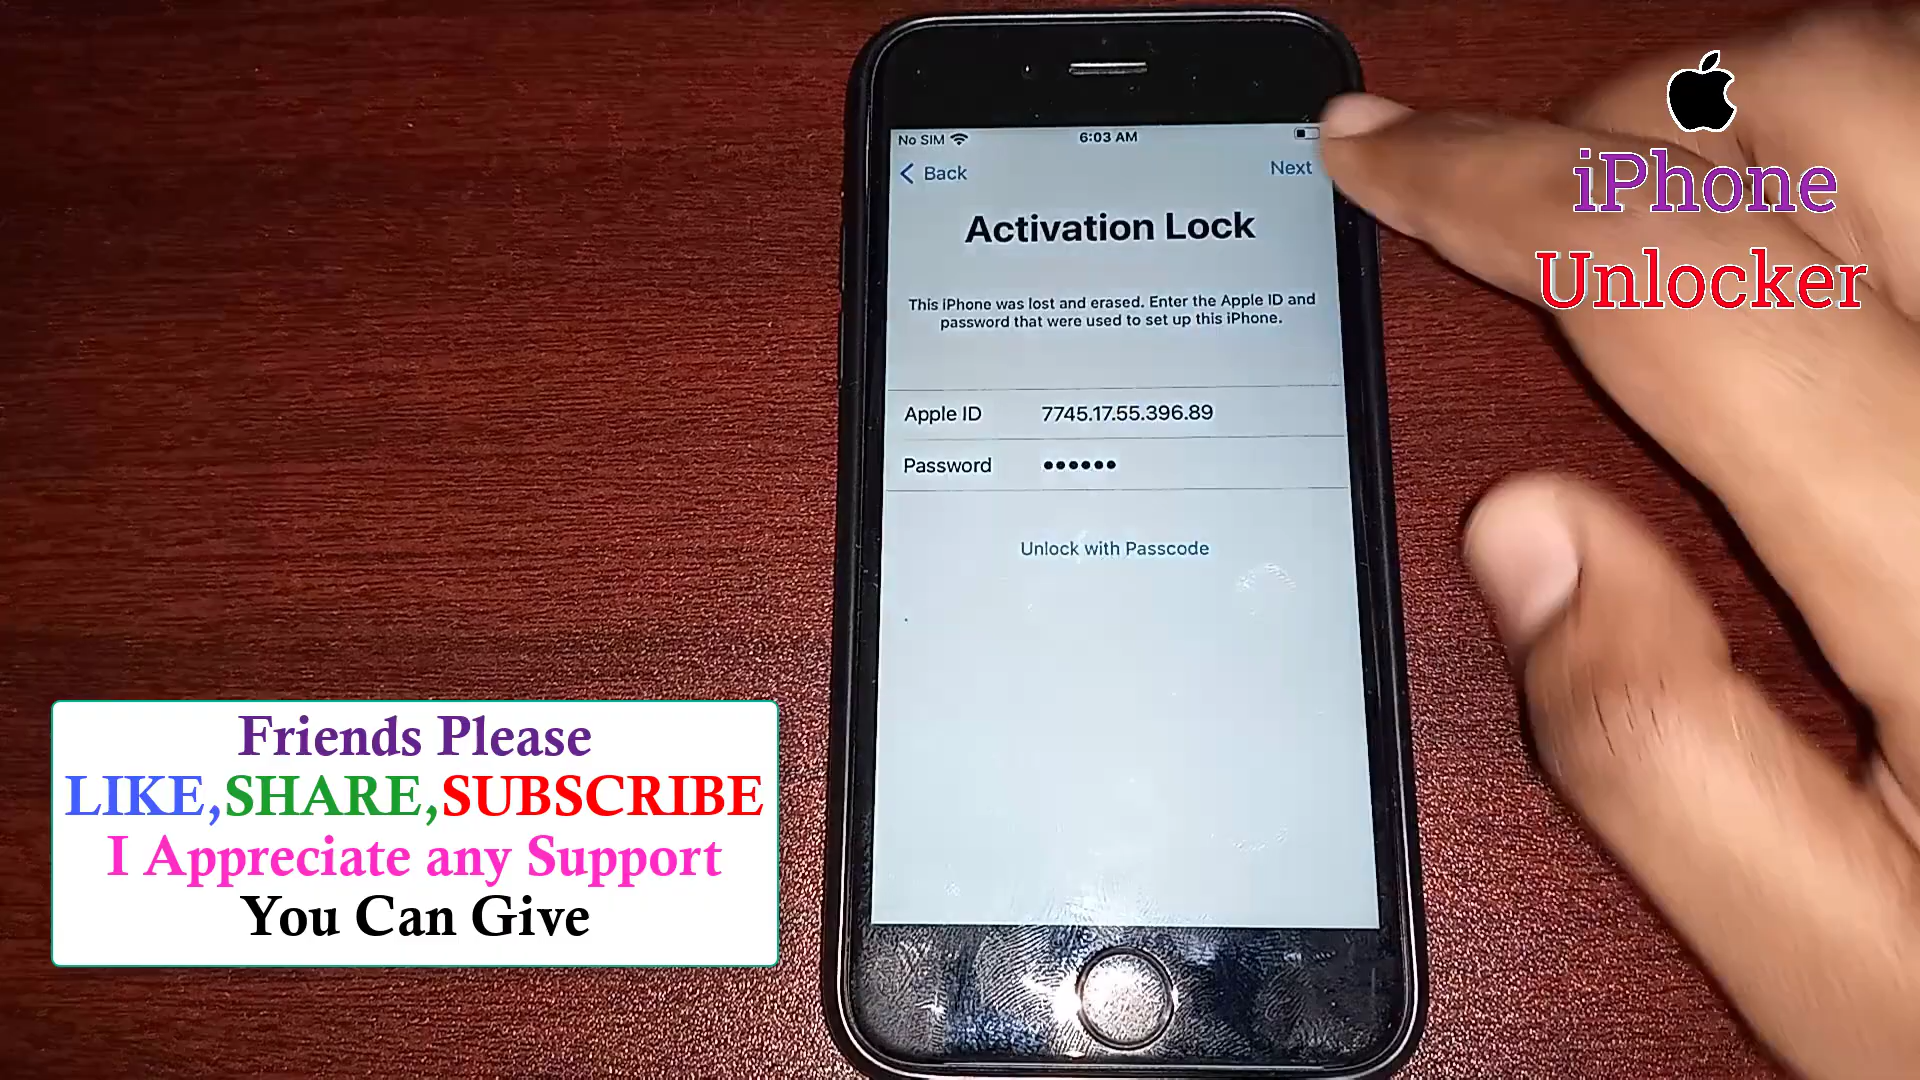 No SIM 6:03 AM
Back Next
Activation Lock
This iPhone was lost and erased. Enter the Apple ID and
password that were used to set up this iPhone.
Apple ID 7745.17.55.396.89
Password ••••••
Unlock with Passcode
iPhone
Unlocker
Friends Please
LIKE,SHARE,SUBSCRIBE
I Appreciate any Support
You Can Give